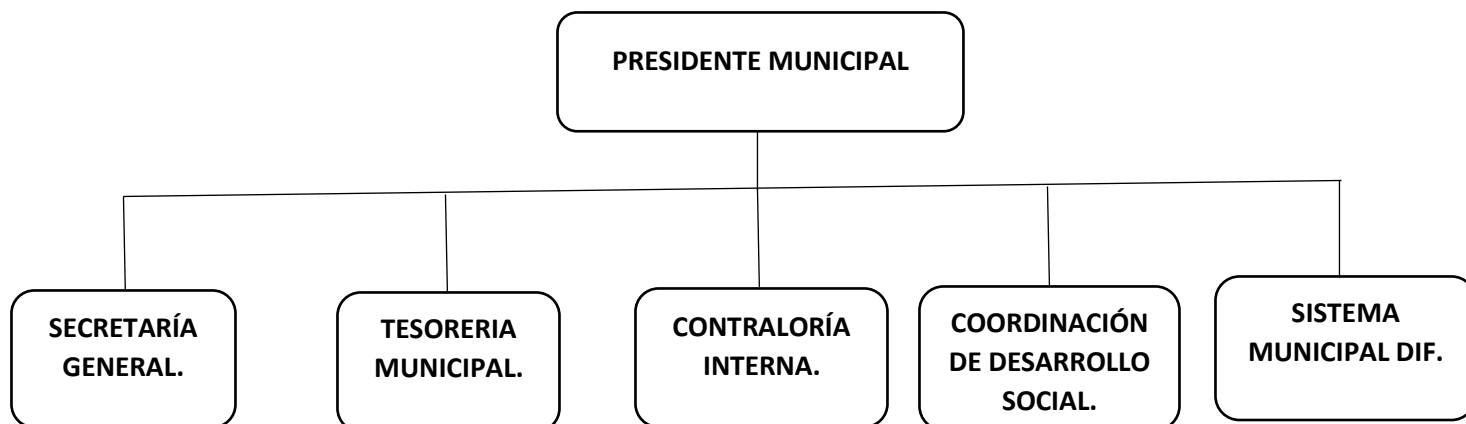 PRESIDENTE MUNICIPAL
SECRETARÍA
GENERAL.
TESORERIA
MUNICIPAL.
CONTRALORÍA
INTERNA.
COORDINACIÓN
DE DESARROLLO
SOCIAL.
SISTEMA
MUNICIPAL DIF.